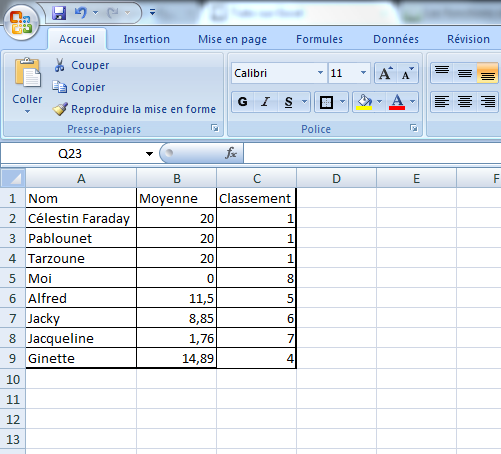 Accueil Insertion Mise en page Formules Données Révision
Couper
Copier
Reproduire la mise en forme
Coller
Presse-papiers
Calibri 11 A A
G I S A
Police
Q23 fx
A B C D E F
1 Nom Moyenne Classement
2 Célestin Faraday 20 1
3 Pablounet 20 1
4 Tarzoune 20 1
5 Moi 0 8
6 Alfred 11,5 5
7 Jacky 8,85 6
8 Jacqueline 1,76 7
9 Ginette 14,89 4
10
11
12
13